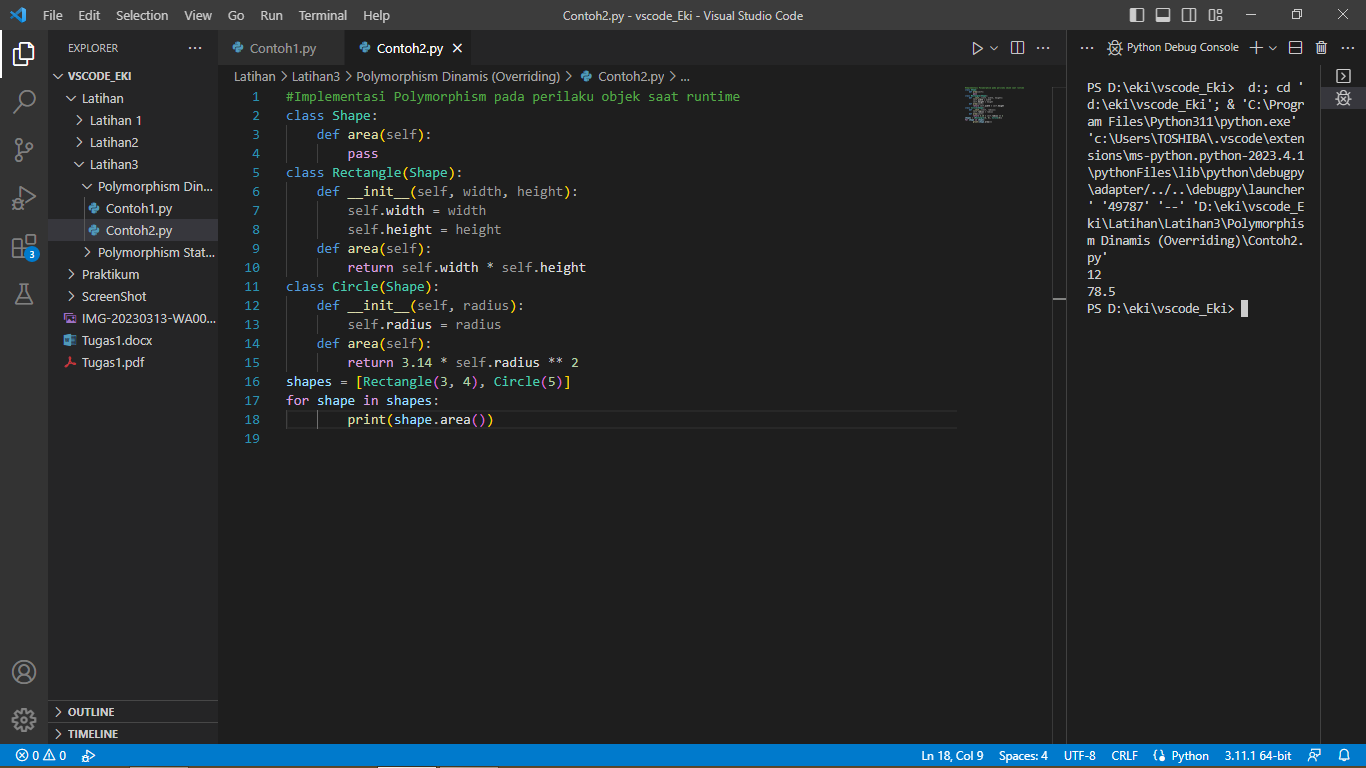 File Edit Selection View Go Run Terminal Help
Contoh2.py - vscode_Eki - Visual Studio Code
EXPLORER
VSCODE_EKI
Latihan
Latihan 1
Latihan2
Latihan3
Polymorphism Din...
Contoh1.py
Contoh2.py
Polymorphism Stat...
Praktikum
ScreenShot
IMG-20230313-WA00...
Tugas1.docx
Tugas1.pdf
OUTLINE
TIMELINE
3
Contoh1.py Contoh2.py
Latihan > Latihan3 > Polymorphism Dinamis (Overriding) > Contoh2.py > ...
1 #Implementasi Polymorphism pada perilaku objek saat runtime
2 class Shape:
3     def area(self):
4         pass
5 class Rectangle(Shape):
6     def __init__(self, width, height):
7         self.width = width
8         self.height = height
9     def area(self):
10         return self.width * self.height
11 class Circle(Shape):
12     def __init__(self, radius):
13         self.radius = radius
14     def area(self):
15         return 3.14 * self.radius ** 2
16 shapes = [Rectangle(3, 4), Circle(5)]
17 for shape in shapes:
18         print(shape.area())
19
Python Debug Console
PS D:\eki\vscode_Eki>  d:; cd '
d:\eki\vscode_Eki'; & 'C:\Progr
am Files\Python311\python.exe'
'c:\Users\TOSHIBA\.vscode\exten
sions\ms-python.python-2023.4.1
\pythonFiles\lib\python\debugpy
\adapter/../..\debugpy\launcher
' '49787' '--' 'D:\eki\vscode_E
ki\Latihan\Latihan3\Polymorphis
m Dinamis (Overriding)\Contoh2.
py'
12
78.5
PS D:\eki\vscode_Eki>
0 0
Ln 18, Col 9 Spaces: 4 UTF-8 CRLF Python 3.11.1 64-bit